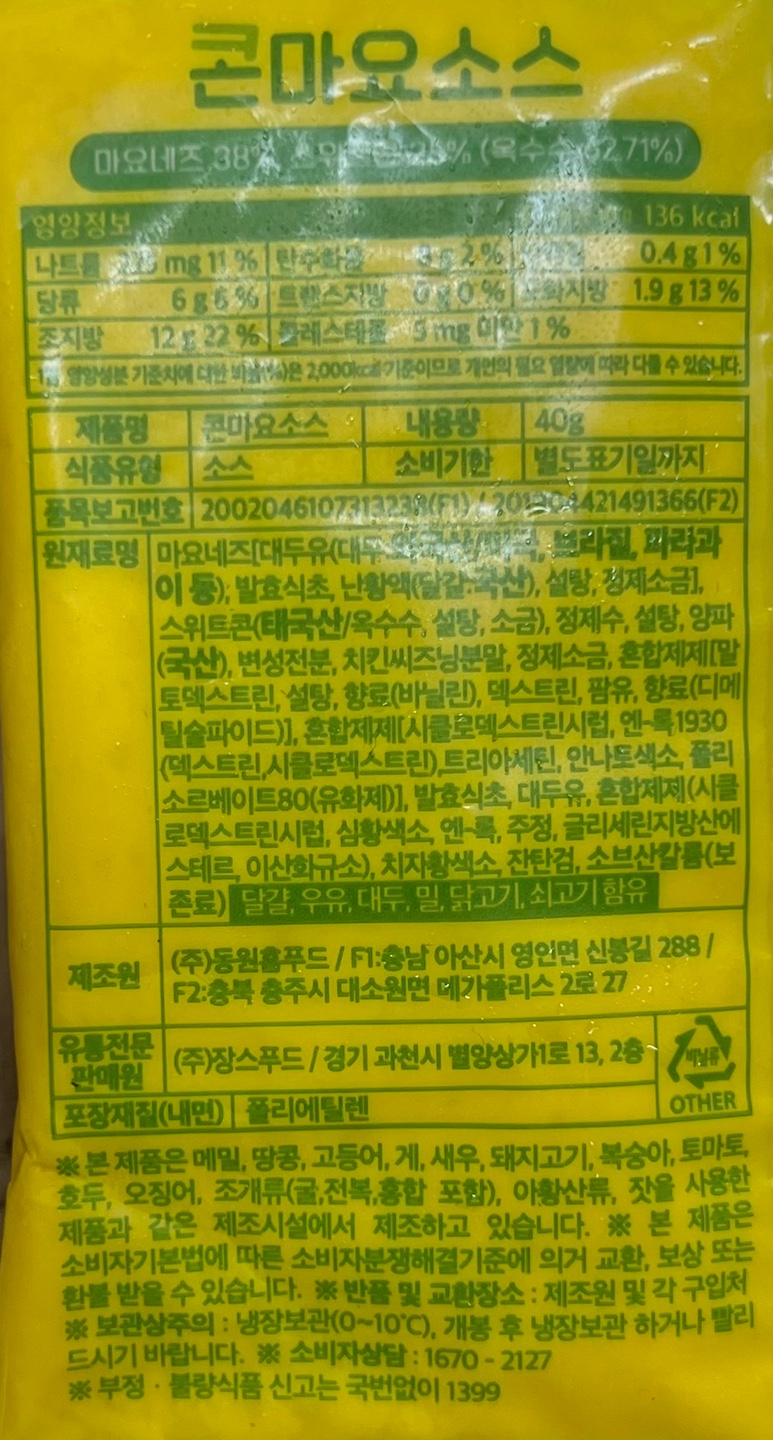 콘마요소스
마요네즈 38% (옥수수 62.71%)
영양정보 136 kcal
나트륨 mg 11 % 탄수화물 g 2 % 0.4 g 1 %
당류 6 g 6 % 트랜스지방 0 g 0 % 포화지방 1.9 g 13 %
조지방 12 g 22 % 콜레스테롤 5 mg 미만 1 %
1일 영양성분 기준치에 대한 비율(%)은 2,000kcal 기준이므로 개인의 필요 열량에 따라 다를 수 있습니다.
제품명 콘마요소스 내용량 40g
식품유형 소스 소비기한 별도표기일까지
품목보고번호 (F1) / (F2)
원재료명 마요네즈[대두유(대두 브라질, 파라과
이 등), 발효식초, 난황액(달걀:국산), 설탕, 정제소금],
스위트콘(태국산/옥수수, 설탕, 소금), 정제수, 설탕, 양파
(국산), 변성전분, 치킨씨즈닝분말, 정제소금, 혼합제제[말
토덱스트린, 설탕, 향료(바닐린), 덱스트린, 팜유, 향료(디메
틸술파이드)], 혼합제제[시클로덱스트린시럽, 엔-록1930
(덱스트린,시클로덱스트린),트리아세틴, 안나토색소, 폴리
소르베이트80(유화제)], 발효식초, 대두유, 혼합제제(시클
로덱스트린시럽, 심황색소, 엔-록, 주정, 글리세린지방산에
스테르, 이산화규소), 치자황색소, 잔탄검, 소브산칼륨(보
존료) 달걀, 우유, 대두, 밀, 닭고기, 쇠고기 함유
제조원 (주)동원홈푸드 / F1:충남 아산시 영인면 신봉길 288 /
F2:충북 충주시 대소원면 메가폴리스 2로 27
유통전문
판매원 (주)장스푸드 / 경기 과천시 별양상가1로 13, 2층
비닐류
포장재질(내면) 폴리에틸렌 OTHER
※ 본 제품은 메밀, 땅콩, 고등어, 게, 새우, 돼지고기, 복숭아, 토마토,
호두, 오징어, 조개류(굴,전복,홍합 포함), 아황산류, 잣을 사용한
제품과 같은 제조시설에서 제조하고 있습니다. ※ 본 제품은
소비자기본법에 따른 소비자분쟁해결기준에 의거 교환, 보상 또는
환불 받을 수 있습니다. ※ 반품 및 교환장소 : 제조원 및 각 구입처
※ 보관상주의 : 냉장보관(0~10℃), 개봉 후 냉장보관 하거나 빨리
드시기 바랍니다. ※ 소비자상담 : 1670 - 2127
※ 부정 · 불량식품 신고는 국번없이 1399